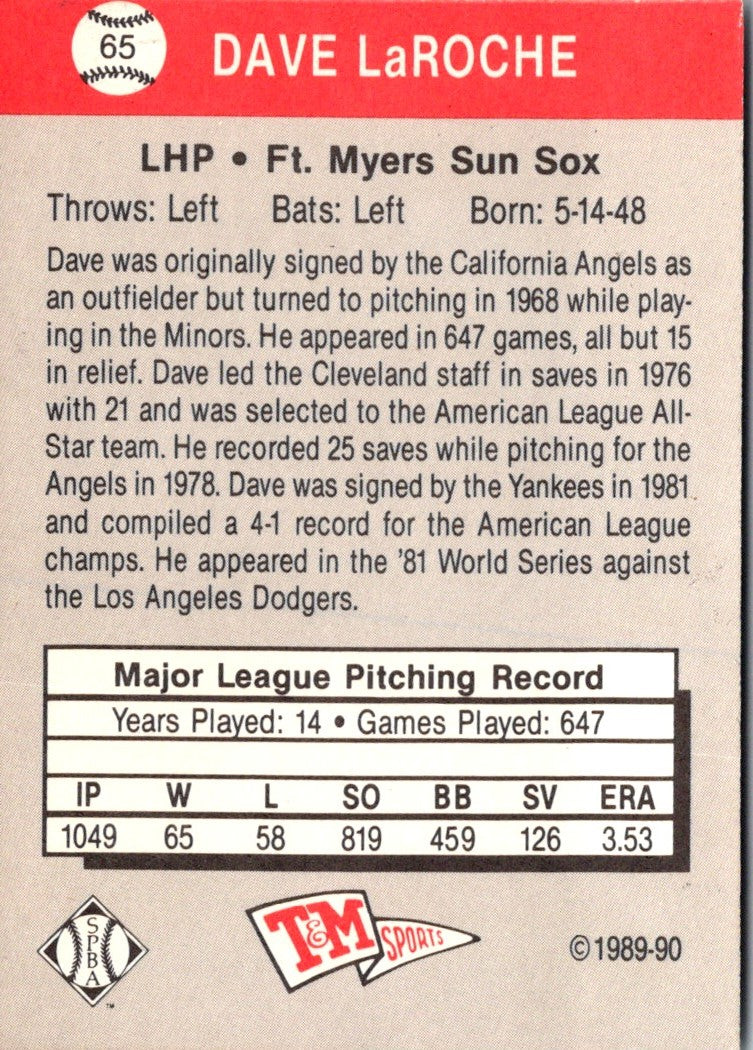 65
DAVE LaROCHE
LHP • Ft. Myers Sun Sox
Throws: Left Bats: Left Born: 5-14-48
Dave was originally signed by the California Angels as
an outfielder but turned to pitching in 1968 while play-
ing in the Minors. He appeared in 647 games, all but 15
in relief. Dave led the Cleveland staff in saves in 1976
with 21 and was selected to the American League All-
Star team. He recorded 25 saves while pitching for the
Angels in 1978. Dave was signed by the Yankees in 1981
and compiled a 4-1 record for the American League
champs. He appeared in the '81 World Series against
the Los Angeles Dodgers.
Major League Pitching Record
Years Played: 14 • Games Played: 647
IP W L SO BB SV ERA
1049 65 58 819 459 126 3.53
SPBA
™
T&M
SPORTS
©1989-90